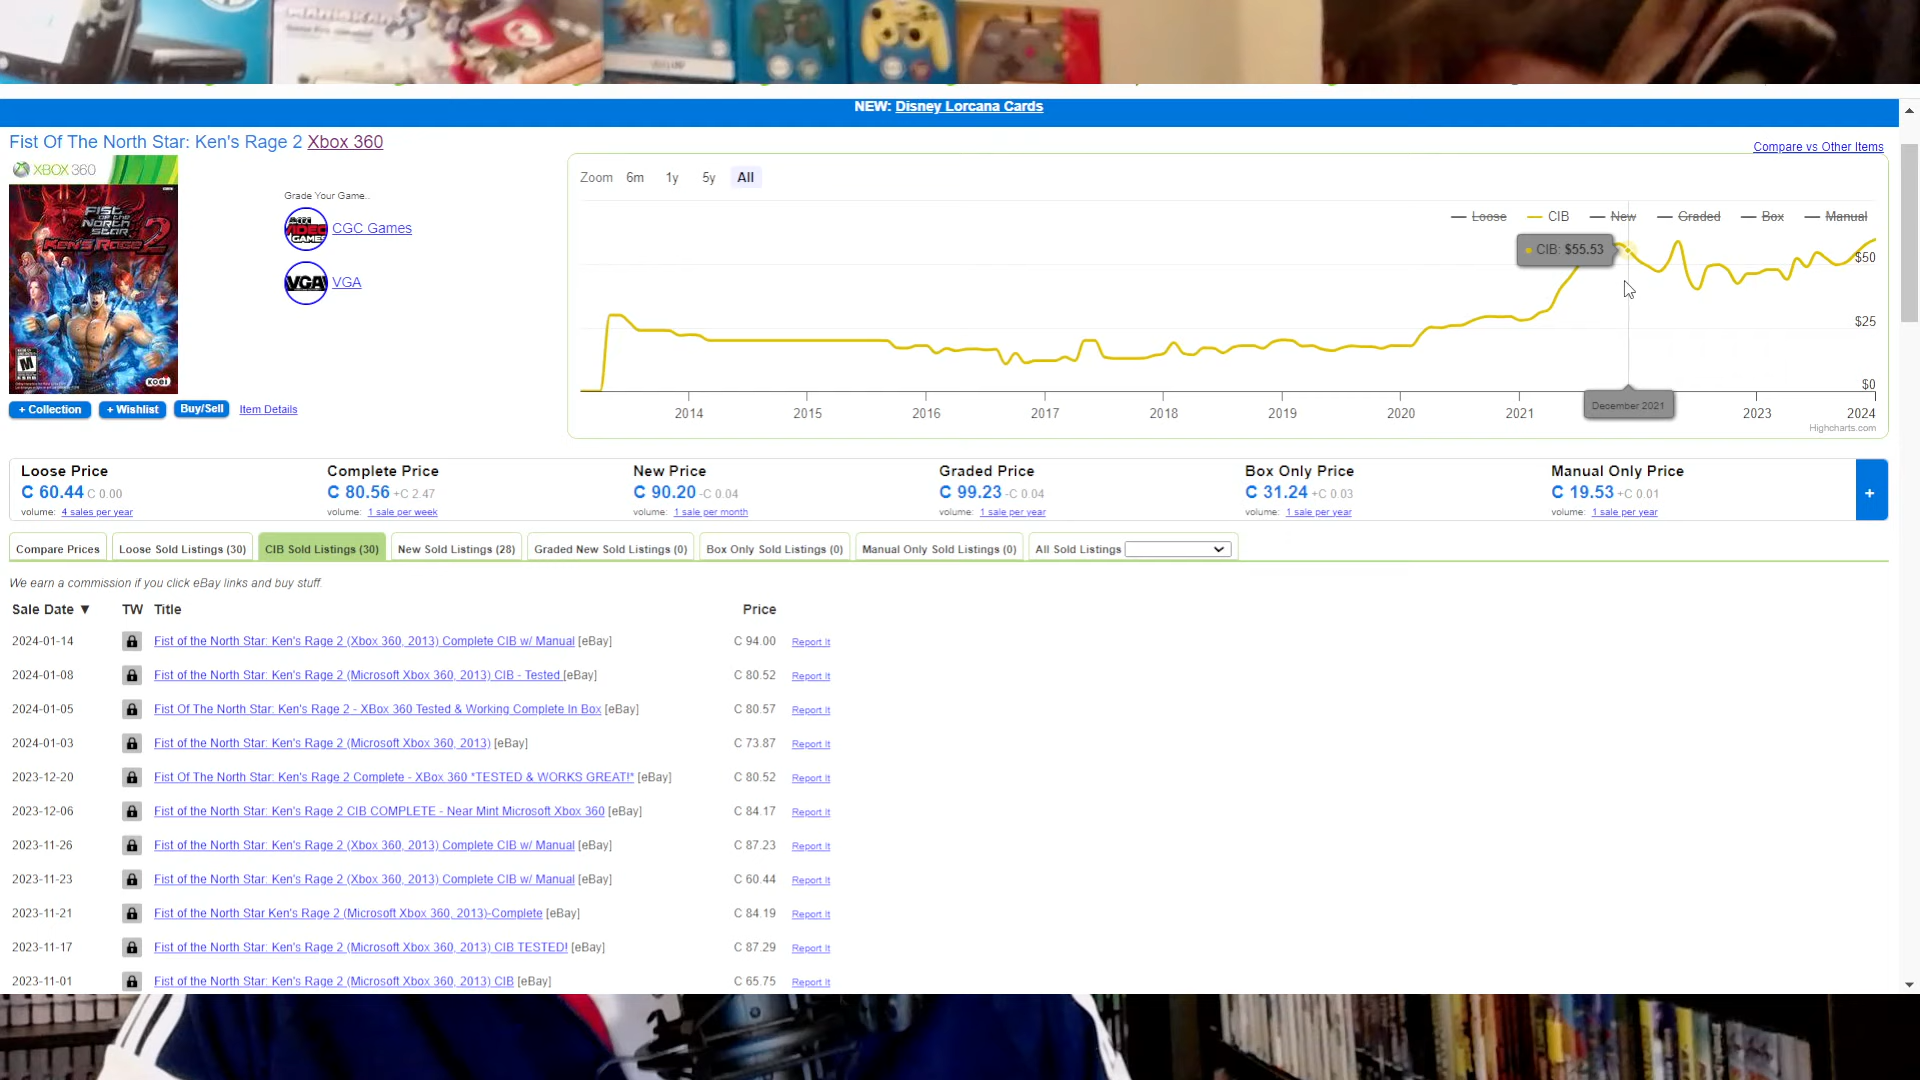 NEW: Disney Lorcana Cards
Fist Of The North Star: Ken's Rage 2 Xbox 360
Compare vs Other Items
XBOX 360
FIST OF THE NORTH STAR
KEN'S RAGE 2
M
KOEI
Grade Your Game..
CGC VIDEO GAMES
CGC Games
VGA
VGA
+ Collection
+ Wishlist
Buy/Sell
Item Details
Zoom 6m 1y 5y All
Loose CIB New Graded Box Manual
CIB: $55.53
$50
$25
$0
December 2021
2014 2015 2016 2017 2018 2019 2020 2021 2023 2024
Highcharts.com
Loose Price Complete Price New Price Graded Price Box Only Price Manual Only Price
C 60.44 C 0.00 C 80.56 +C 2.47 C 90.20 -C 0.04 C 99.23 -C 0.04 C 31.24 +C 0.03 C 19.53 +C 0.01 +
volume: 4 sales per year volume: 1 sale per week volume: 1 sale per month volume: 1 sale per year volume: 1 sale per year volume: 1 sale per year
Compare Prices Loose Sold Listings (30) CIB Sold Listings (30) New Sold Listings (28) Graded New Sold Listings (0) Box Only Sold Listings (0) Manual Only Sold Listings (0) All Sold Listings
We earn a commission if you click eBay links and buy stuff.
Sale Date ▼ TW Title Price
2024-01-14 Fist of the North Star: Ken's Rage 2 (Xbox 360, 2013) Complete CIB w/ Manual [eBay] C 94.00 Report It
2024-01-08 Fist of the North Star: Ken's Rage 2 (Microsoft Xbox 360, 2013) CIB - Tested [eBay] C 80.52 Report It
2024-01-05 Fist Of The North Star: Ken's Rage 2 - XBox 360 Tested & Working Complete In Box [eBay] C 80.57 Report It
2024-01-03 Fist of the North Star: Ken's Rage 2 (Microsoft Xbox 360, 2013) [eBay] C 73.87 Report It
2023-12-20 Fist Of The North Star: Ken's Rage 2 Complete - XBox 360 *TESTED & WORKS GREAT!* [eBay] C 80.52 Report It
2023-12-06 Fist of the North Star: Ken's Rage 2 CIB COMPLETE - Near Mint Microsoft Xbox 360 [eBay] C 84.17 Report It
2023-11-26 Fist of the North Star: Ken's Rage 2 (Xbox 360, 2013) Complete CIB w/ Manual [eBay] C 87.23 Report It
2023-11-23 Fist of the North Star: Ken's Rage 2 (Xbox 360, 2013) Complete CIB w/ Manual [eBay] C 60.44 Report It
2023-11-21 Fist of the North Star Ken's Rage 2 (Microsoft Xbox 360, 2013)-Complete [eBay] C 84.19 Report It
2023-11-17 Fist of the North Star: Ken's Rage 2 (Microsoft Xbox 360, 2013) CIB TESTED! [eBay] C 87.29 Report It
2023-11-01 Fist of the North Star: Ken's Rage 2 (Microsoft Xbox 360, 2013) CIB [eBay] C 65.75 Report It